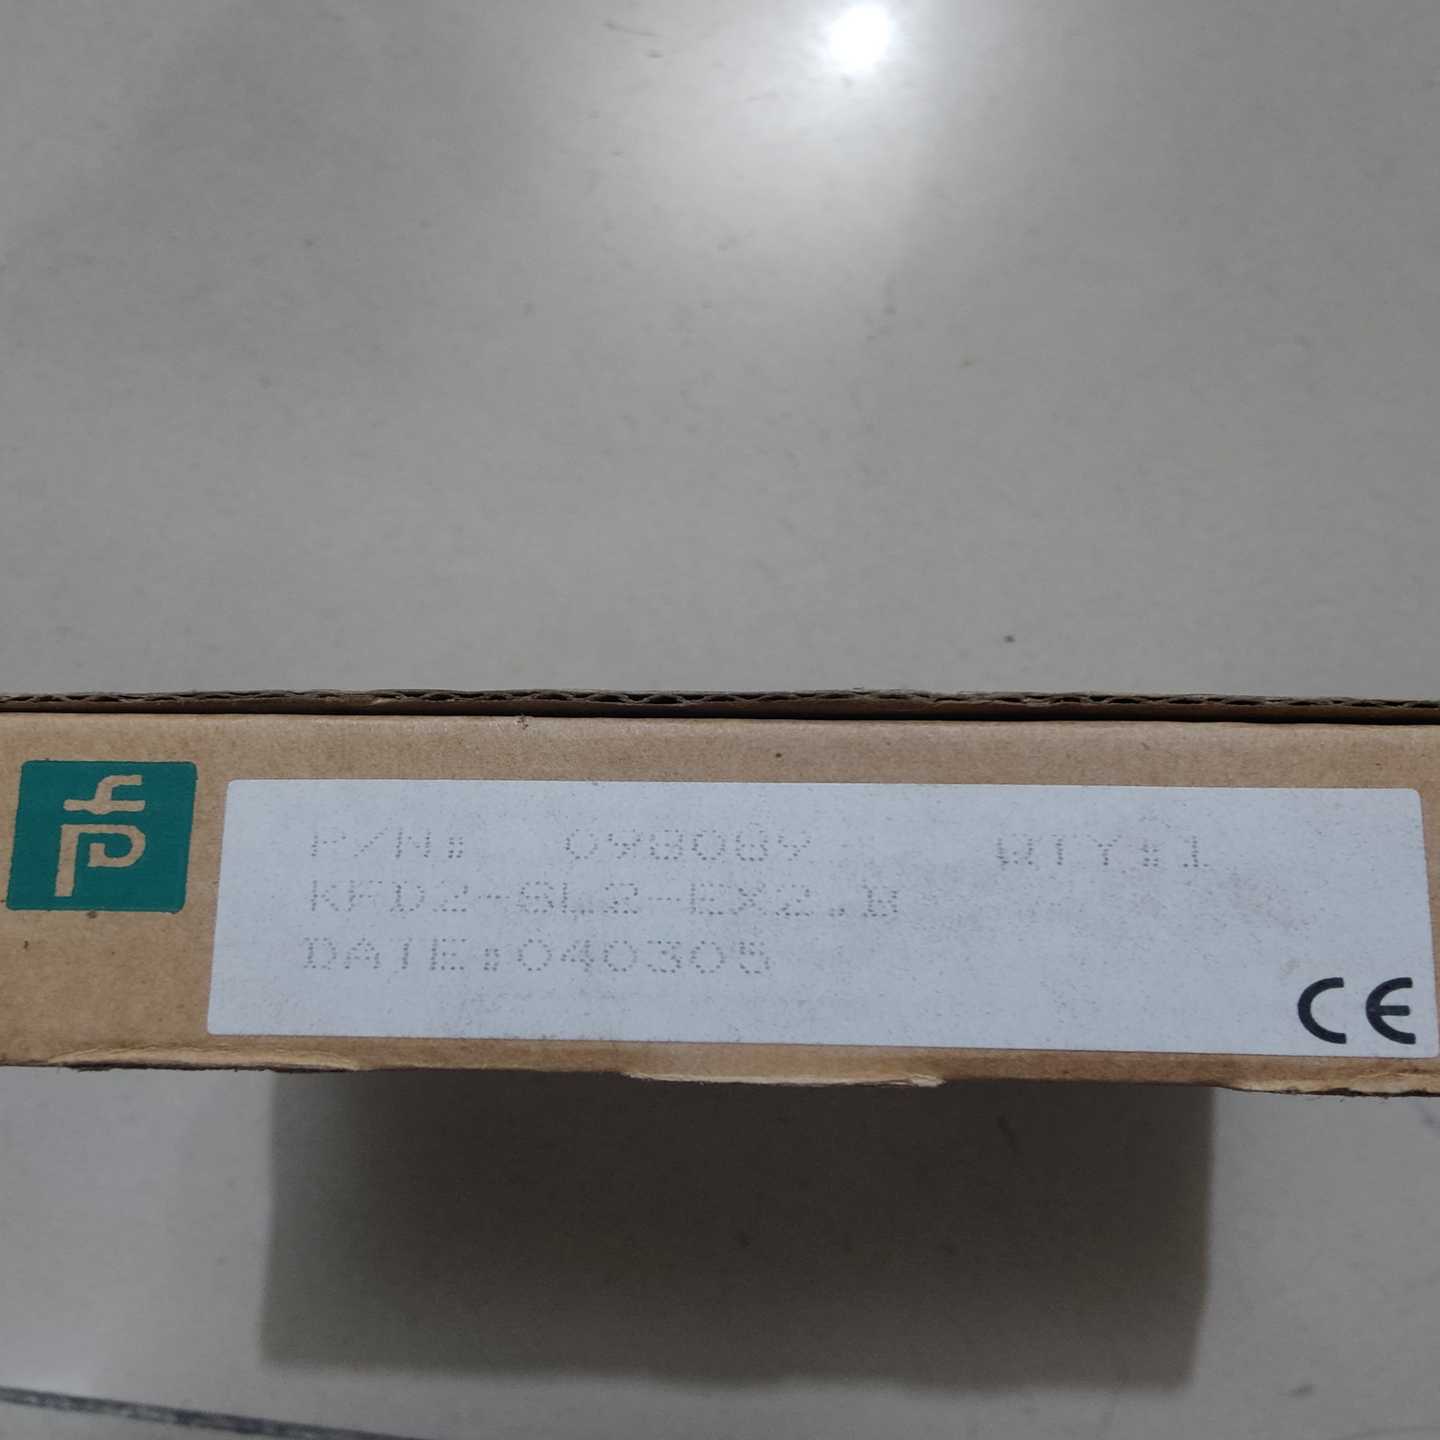 P/N: 098089 QTY:1
KFD2-SL2-EX2.B
DATE:040305
CE